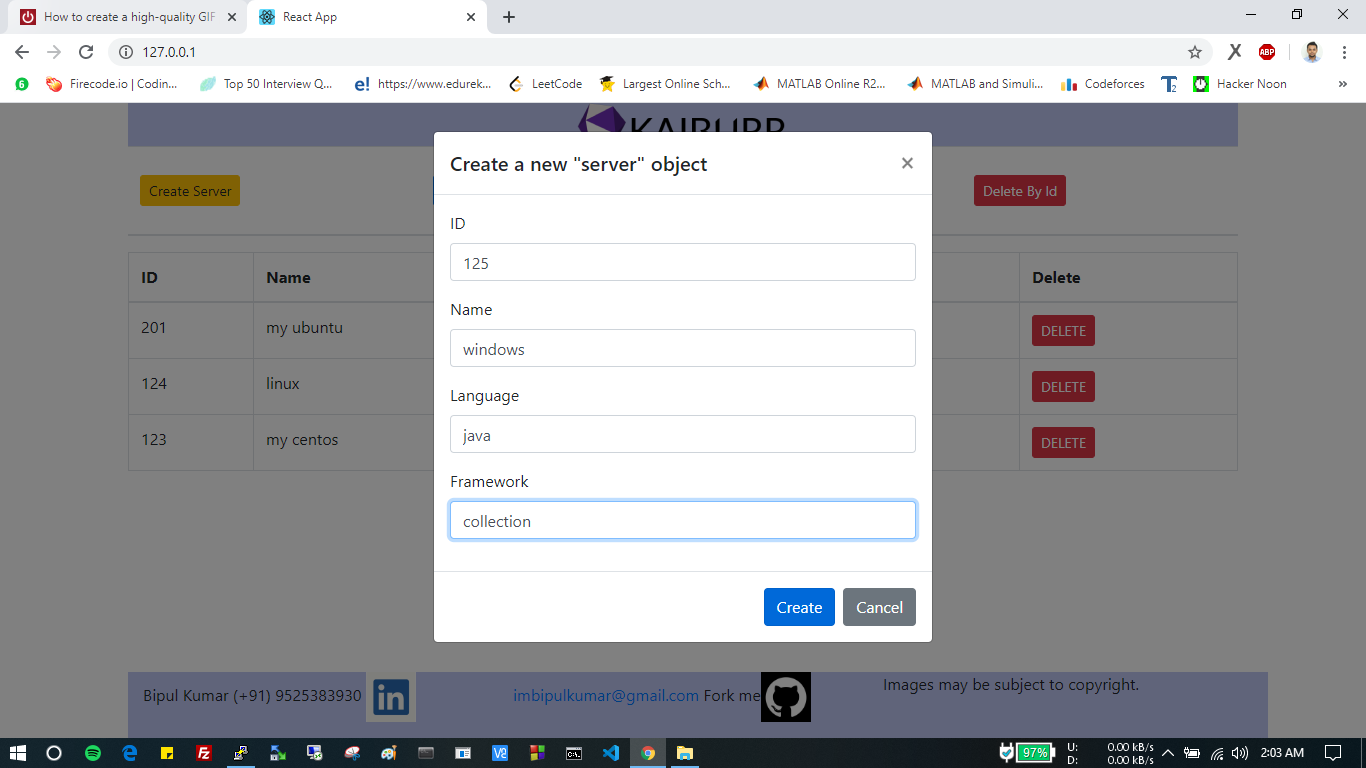 How to create a high-quality GIF
React App
127.0.0.1
ABP
6
Firecode.io | Codin...
Top 50 Interview Q...
e! https://www.edurek...
LeetCode
Largest Online Sch...
MATLAB Online R2...
MATLAB and Simuli...
Codeforces
T2
Hacker Noon
»
KAIBURR
Create Server
Delete By Id
Create a new "server" object
×
ID
125
Name
windows
Language
java
Framework
collection
Create Cancel
ID Name Delete
201 my ubuntu DELETE
124 linux DELETE
123 my centos DELETE
Bipul Kumar (+91) 9525383930 in
imbipulkumar@gmail.com Fork me
Images may be subject to copyright.
97%
U: 0.00 kB/s
D: 0.00 kB/s
2:03 AM